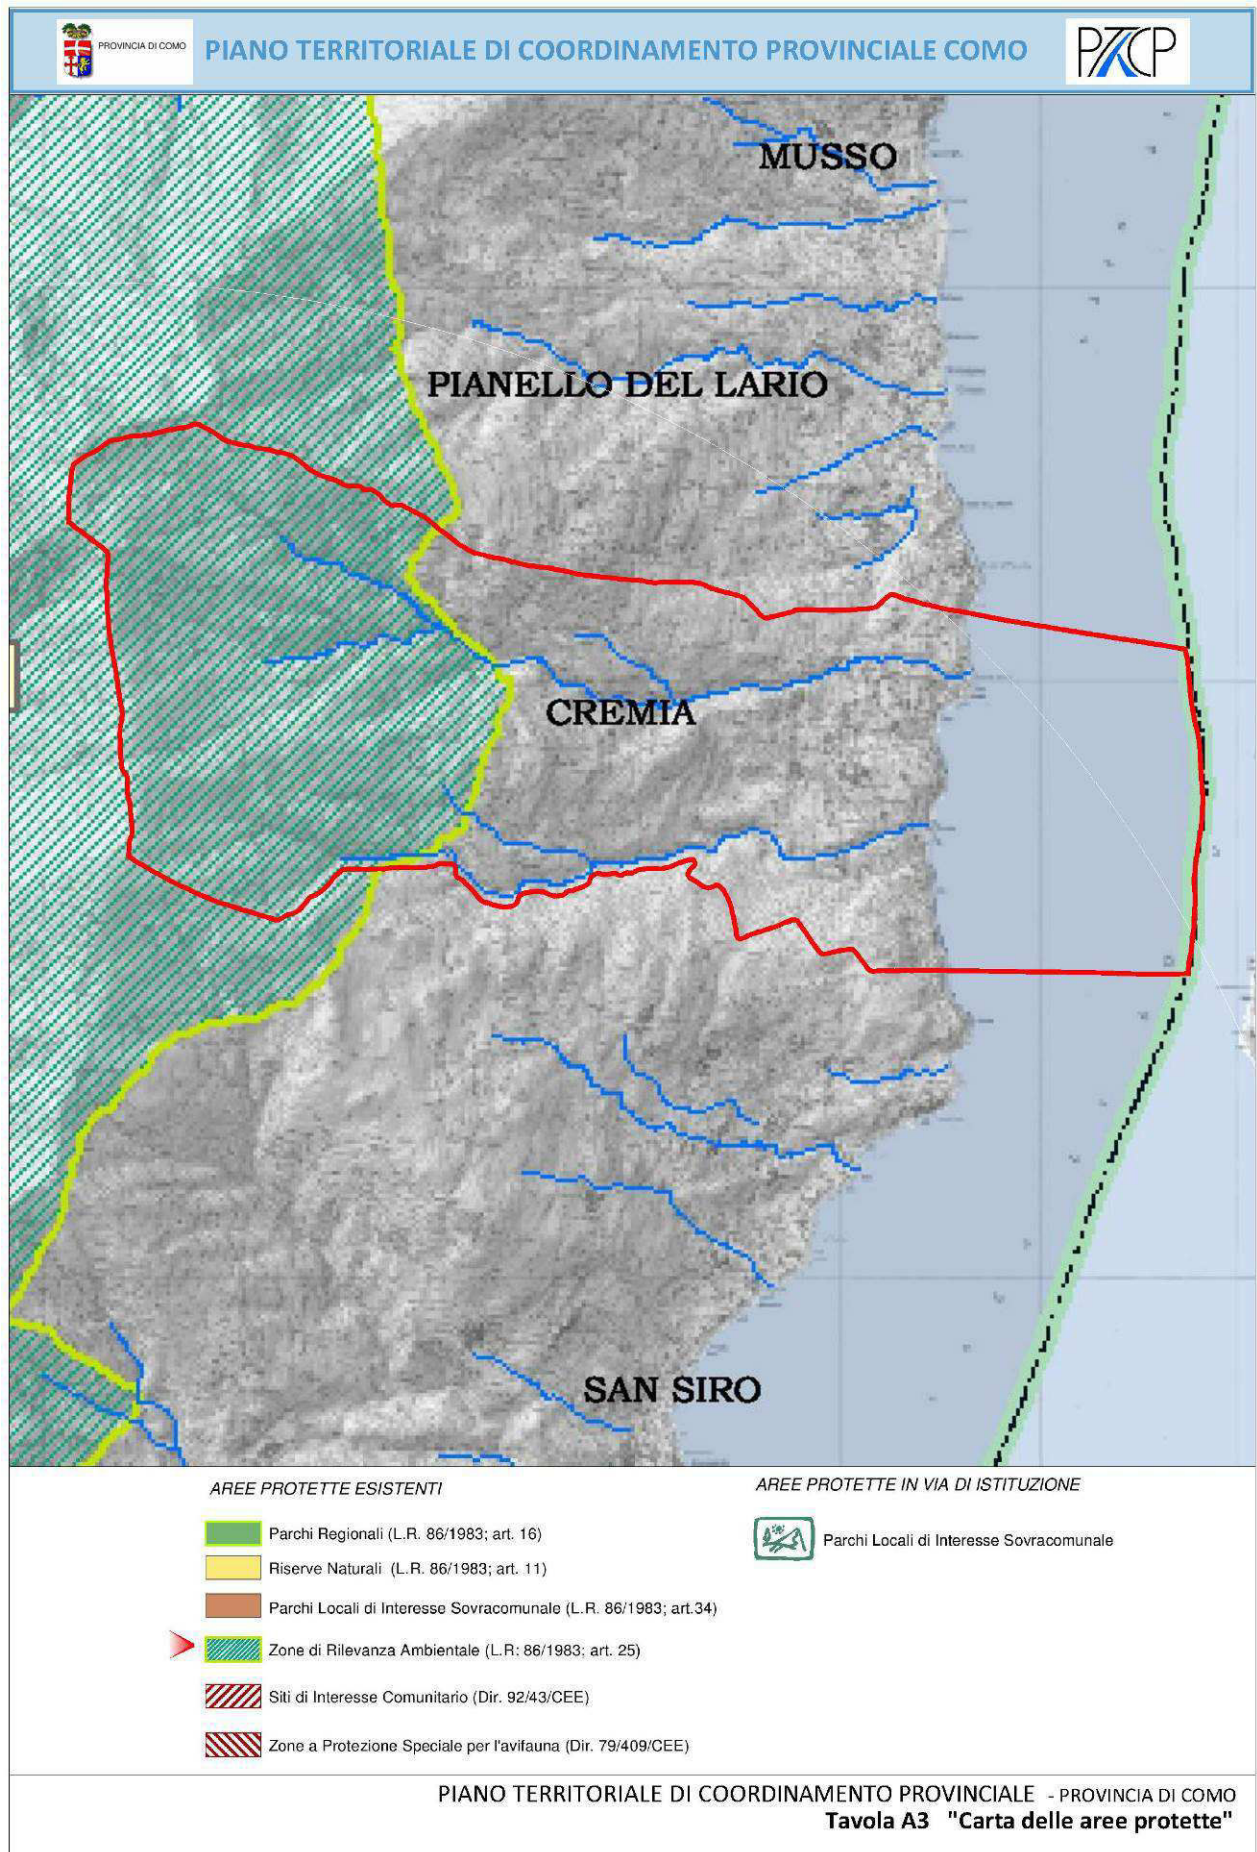 PROVINCIA DI COMO
PIANO TERRITORIALE DI COORDINAMENTO PROVINCIALE COMO
PTCP
MUSSO
PIANELLO DEL LARIO
CREMIA
SAN SIRO
AREE PROTETTE ESISTENTI
Parchi Regionali (L.R. 86/1983; art. 16)
Riserve Naturali (L.R. 86/1983; art. 11)
Parchi Locali di Interesse Sovracomunale (L.R. 86/1983; art.34)
Zone di Rilevanza Ambientale (L.R: 86/1983; art. 25)
Siti di Interesse Comunitario (Dir. 92/43/CEE)
Zone a Protezione Speciale per l'avifauna (Dir. 79/409/CEE)
AREE PROTETTE IN VIA DI ISTITUZIONE
Parchi Locali di Interesse Sovracomunale
PIANO TERRITORIALE DI COORDINAMENTO PROVINCIALE - PROVINCIA DI COMO
Tavola A3 "Carta delle aree protette"